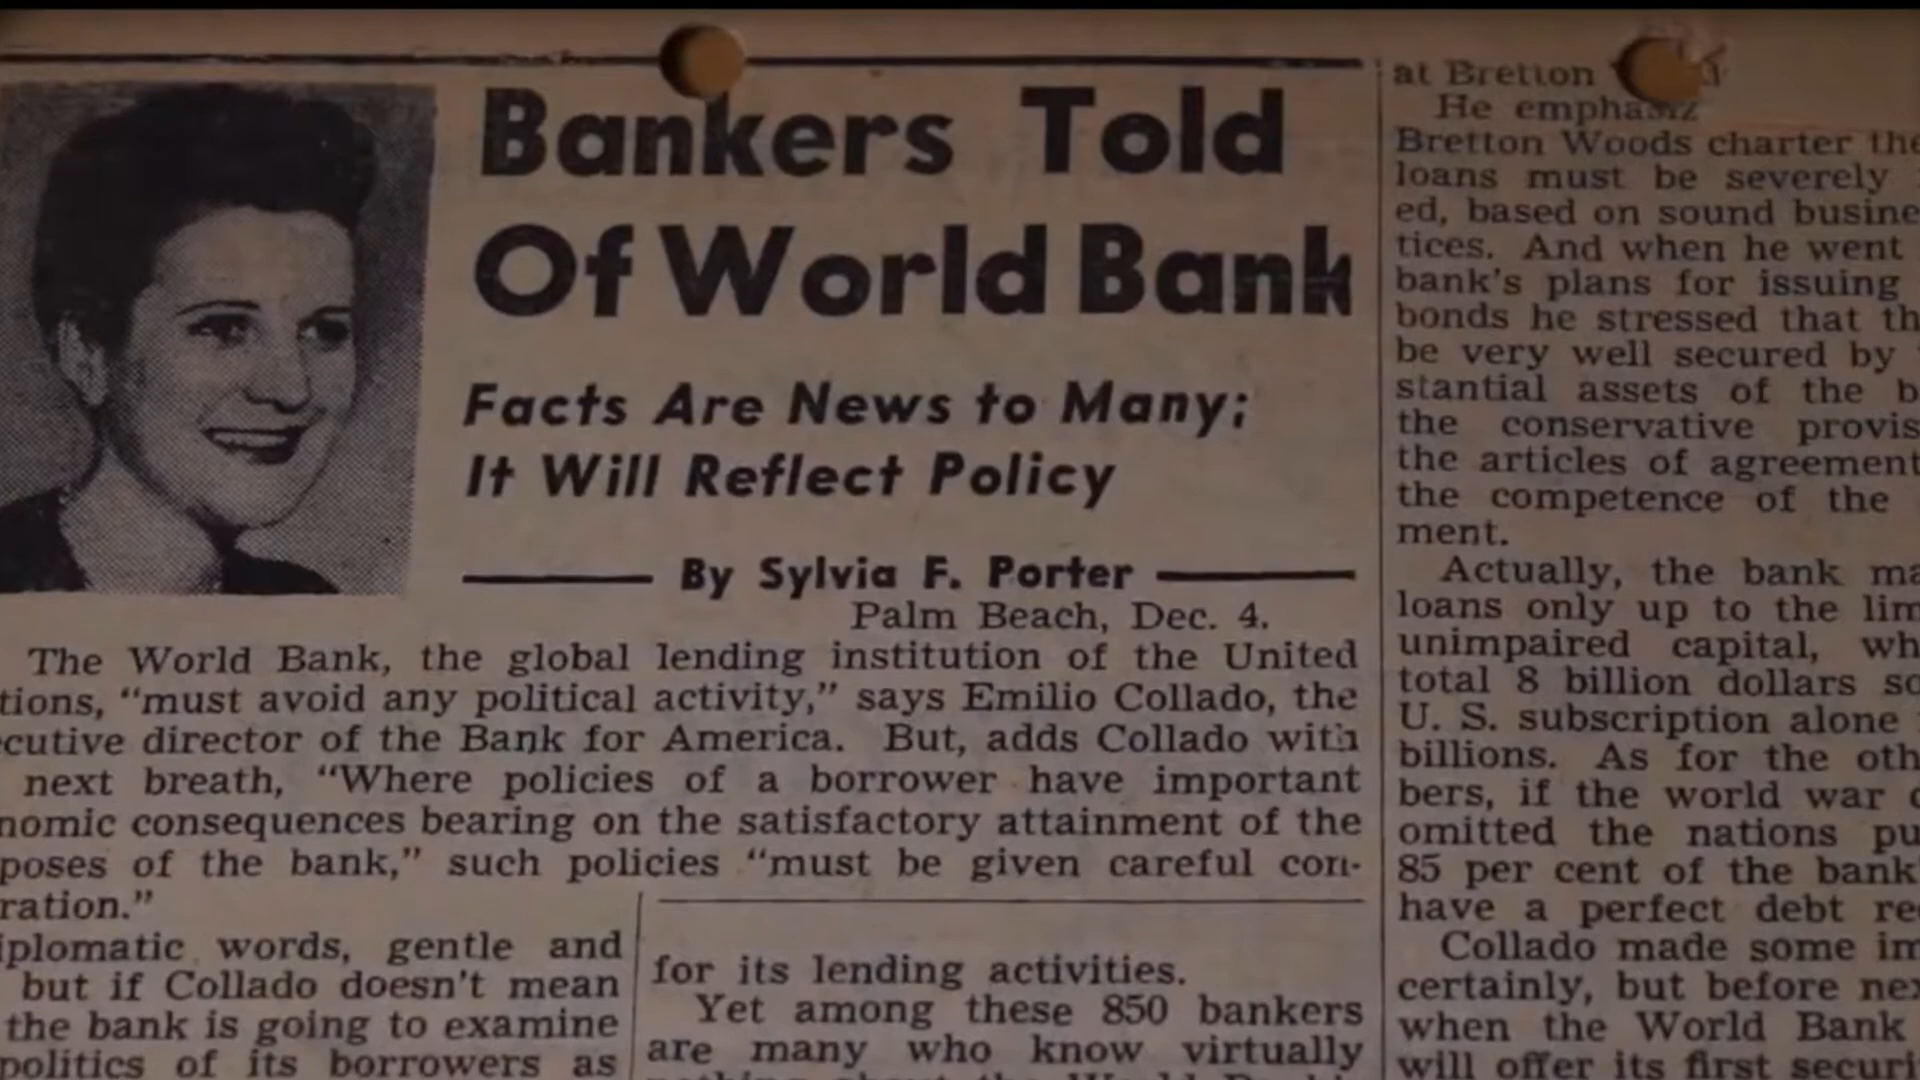 Bankers Told
Of World Bank
Facts Are News to Many;
It Will Reflect Policy
By Sylvia F. Porter
Palm Beach, Dec. 4.
The World Bank, the global lending institution of the United
tions, “must avoid any political activity,” says Emilio Collado, the
cutive director of the Bank for America. But, adds Collado with
next breath, “Where policies of a borrower have important
nomic consequences bearing on the satisfactory attainment of the
poses of the bank,” such policies “must be given careful con-
ration.”
iplomatic words, gentle and
but if Collado doesn't mean
the bank is going to examine
politics of its borrowers as
for its lending activities.
Yet among these 850 bankers
are many who know virtually
at Bretton
He emphasiz
Bretton Woods charter the
loans must be severely
ed, based on sound busine
tices. And when he went
bank's plans for issuing
bonds he stressed that th
be very well secured by
stantial assets of the b
the conservative provis
the articles of agreement
the competence of the
ment.
Actually, the bank ma
loans only up to the lim
unimpaired capital, wh
total 8 billion dollars so
U. S. subscription alone
billions. As for the oth
bers, if the world war
omitted the nations pu
85 per cent of the bank'
have a perfect debt re
Collado made some im
certainly, but before nex
when the World Bank
will offer its first securi